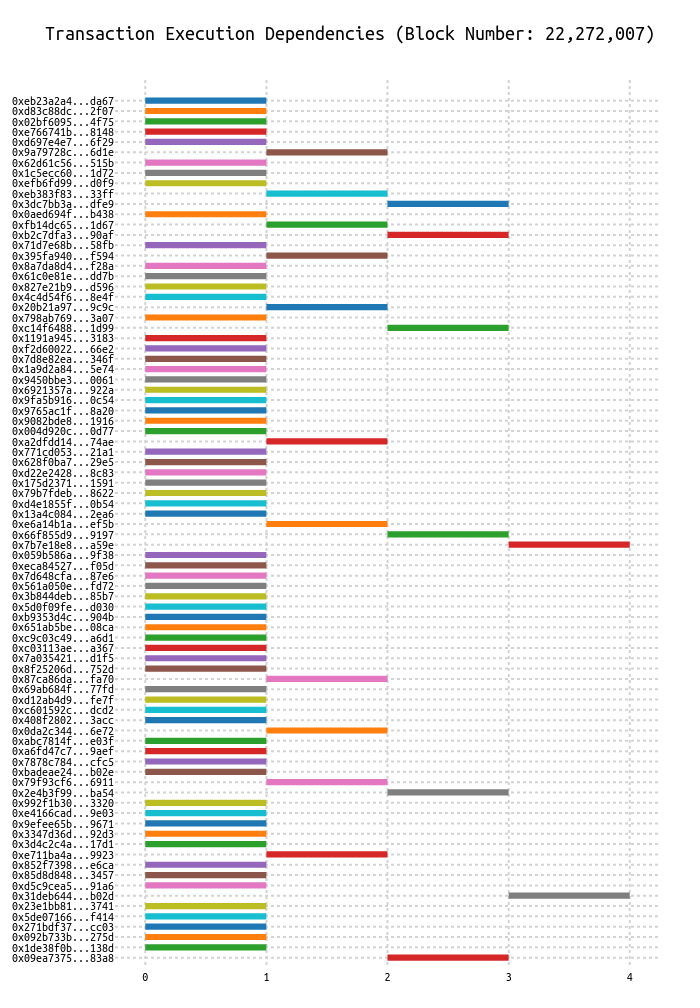 Transaction Execution Dependencies (Block Number: 22,272,007)
0xeb23a2a4...da67
0xd83c88dc...2f07
0x02bf6095...4f75
0xe766741b...8148
0xd697e4e7...6f29
0x9a79728c...6d1e
0x62d61c56...515b
0x1c5ecc60...1d72
0xefb6fd99...d0f9
0xeb383f83...33ff
0x3dc7bb3a...dfe9
0x0aed694f...b438
0xfb14dc65...1d67
0xb2c7dfa3...90af
0x71d7e68b...58fb
0x395fa940...f594
0x8a7da8d4...f28a
0x61c0e81e...dd7b
0x827e21b9...d596
0x4c4d54f6...8e4f
0x20b21a97...9c9c
0x798ab769...3a07
0xc14f6488...1d99
0x1191a945...3183
0xf2d60022...66e2
0x7d8e82ea...346f
0x1a9d2a84...5e74
0x9450bbe3...0061
0x6921357a...922a
0x9fa5b916...0c54
0x9765ac1f...8a20
0x9082bde8...1916
0x004d920c...0d77
0xa2dfdd14...74ae
0x771cd053...21a1
0x628f0ba7...29e5
0xd22e2428...8c83
0x175d2371...1591
0x79b7fdeb...8622
0xd4e1855f...0b54
0x13a4c084...2ea6
0xe6a14b1a...ef5b
0x66f855d9...9197
0x7b7e18e8...a59e
0x059b586a...9f38
0xeca84527...f05d
0x7d648cfa...87e6
0x561a050e...fd72
0x3b844deb...85b7
0x5d0f09fe...d030
0xb9353d4c...904b
0x651ab5be...08ca
0xc9c03c49...a6d1
0xc03113ae...a367
0x7a035421...d1f5
0x8f25206d...752d
0x87ca86da...fa70
0x69ab684f...77fd
0xd12ab4d9...fe7f
0xc601592c...dcd2
0x408f2802...3acc
0x0da2c344...6e72
0xabc7814f...e03f
0xa6fd47c7...9aef
0x7878c784...cfc5
0xbadeae24...b02e
0x79f93cf6...6911
0x2e4b3f99...ba54
0x992f1b30...3320
0xe4166cad...9e03
0x9efee65b...9671
0x3347d36d...92d3
0x3d4c2c4a...17d1
0xe711ba4a...9923
0x852f7398...e6ca
0x85d8d848...3457
0xd5c9cea5...91a6
0x31deb644...b02d
0x23e1bb81...3741
0x5de07166...f414
0x271bdf37...cc03
0x092b733b...275d
0x1de38f0b...138d
0x09ea7375...83a8
0 1 2 3 4